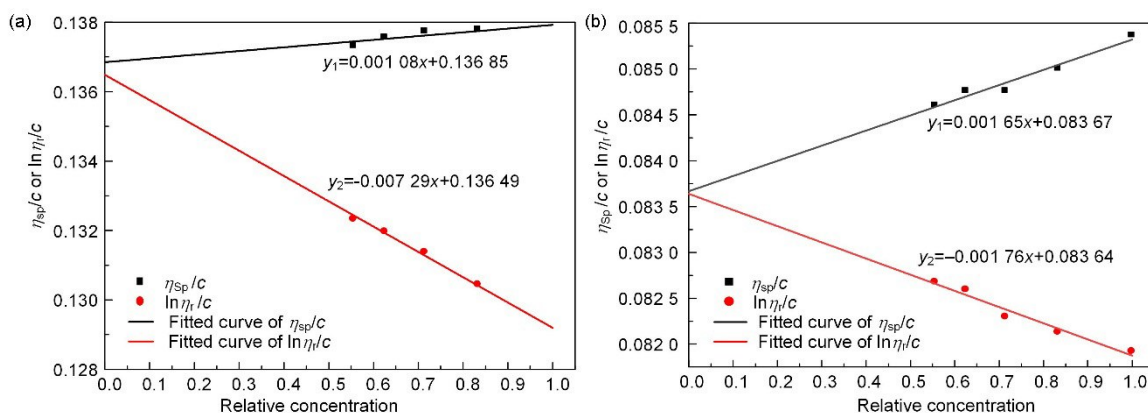 (a)
0.138
0.136
0.134
0.132
0.130
0.128
ηsp/c or lnηr/c
y1=0.001 08x+0.136 85
y2=-0.007 29x+0.136 49
ηSp/c
lnηr/c
Fitted curve of ηsp/c
Fitted curve of lnηr/c
0.0 0.1 0.2 0.3 0.4 0.5 0.6 0.7 0.8 0.9 1.0
Relative concentration
(b)
0.085 5
0.085 0
0.084 5
0.084 0
0.083 5
0.083 0
0.082 5
0.082 0
ηSp/c or lnηr/c
y1=0.001 65x+0.083 67
y2=–0.001 76x+0.083 64
ηsp/c
lnηr/c
Fitted curve of ηsp/c
Fitted curve of lnηr/c
0.0 0.1 0.2 0.3 0.4 0.5 0.6 0.7 0.8 0.9 1.0
Relative concentration